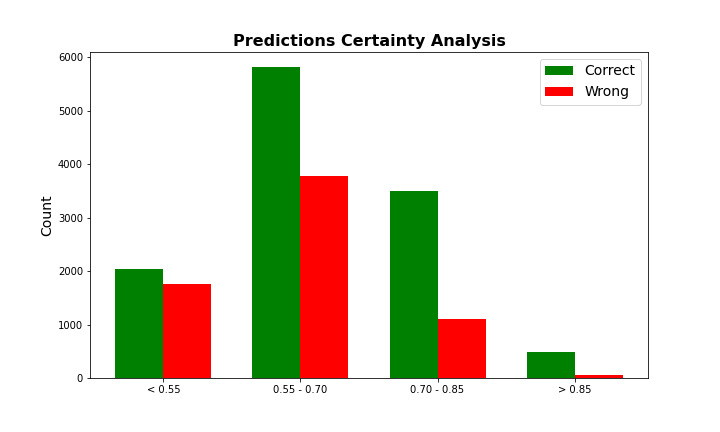 Predictions Certainty Analysis
6000
5000
4000
3000
2000
1000
0
Count
Correct
Wrong
< 0.55
0.55 - 0.70
0.70 - 0.85
> 0.85